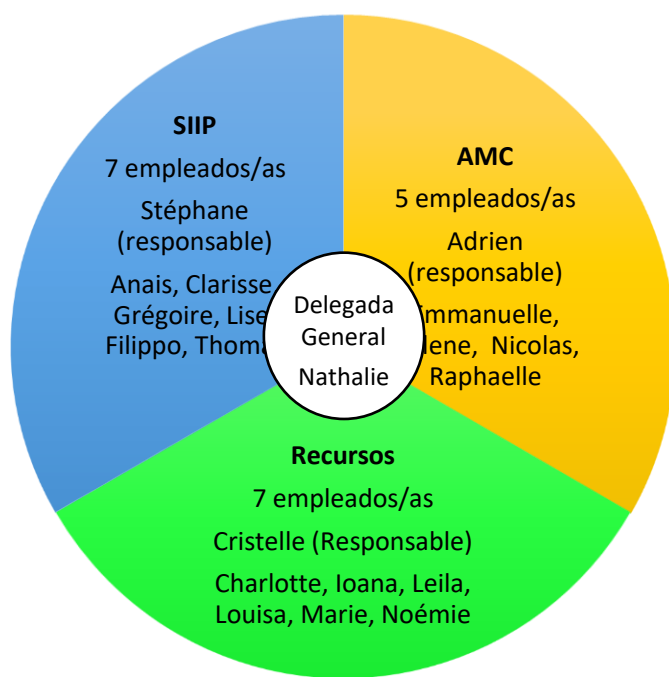 SIIP
7 empleados/as
Stéphane
(responsable)
Anais, Clarisse
Grégoire, Lise
Filippo,
AMC
5 empleados/as
Adrien
(responsable)
Nicolas,
Raphaelle
Delegada
General
Nathalie
Recursos
7 empleados/as
Cristelle (Responsable)
Charlotte, Ioana, Leila,
Louisa, Marie, Noémie